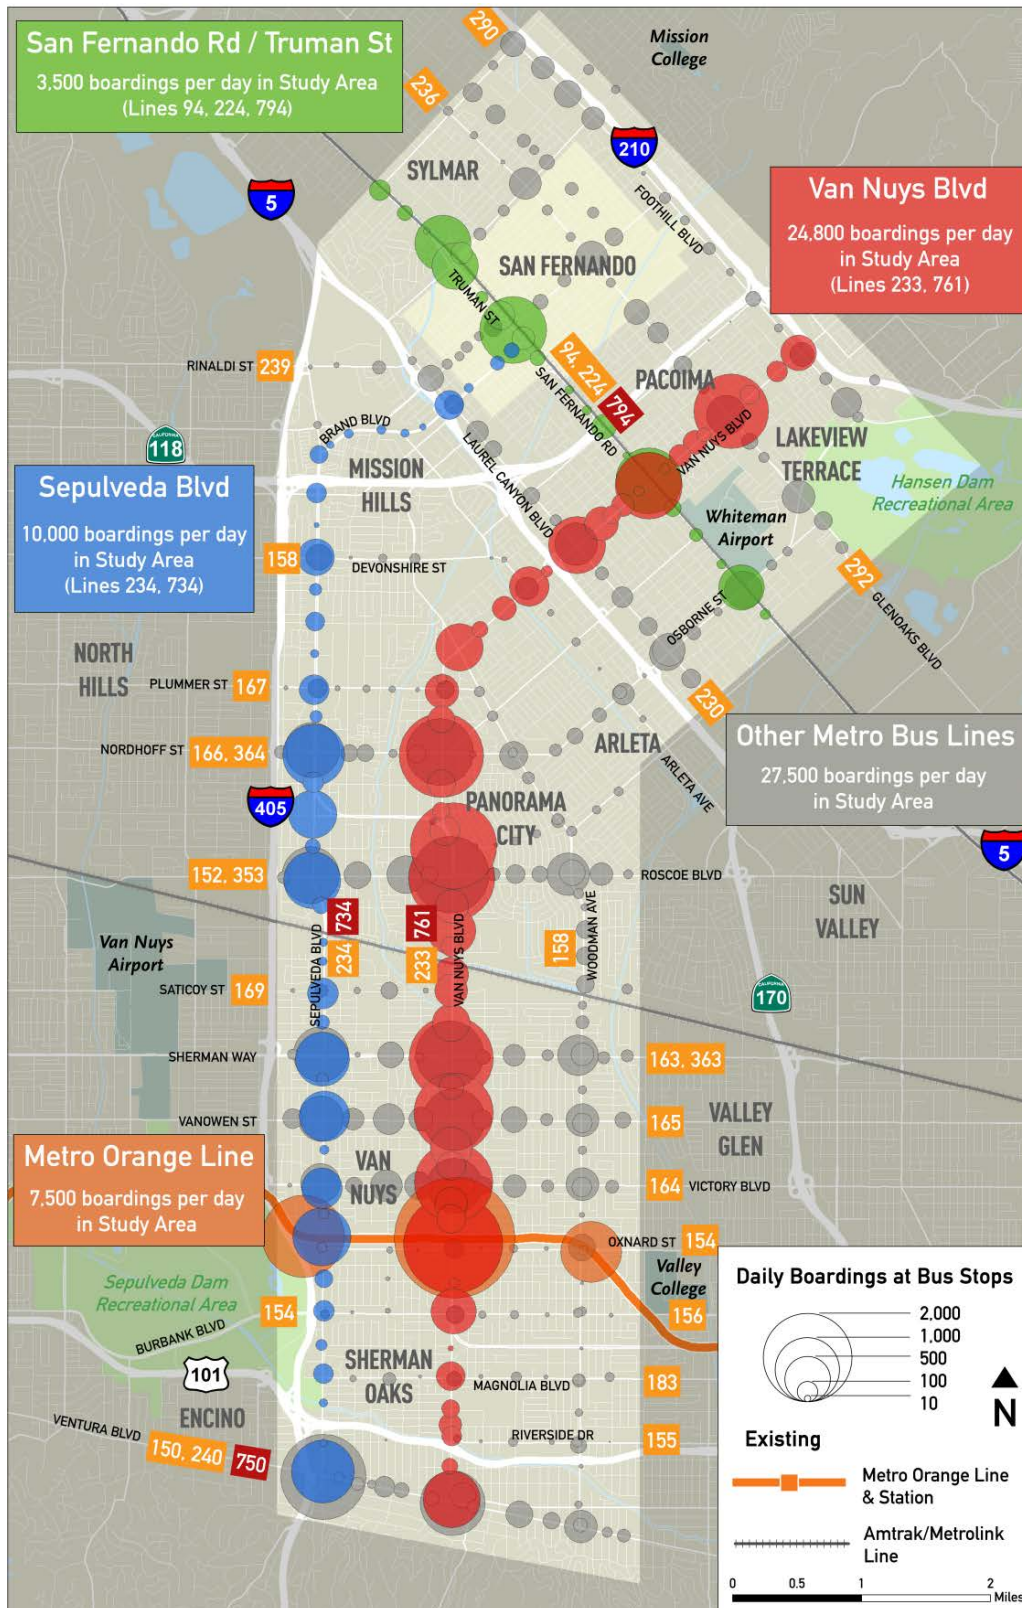 San Fernando Rd / Truman St
3,500 boardings per day in Study Area
(Lines 94, 224, 794)
290
Mission
College
236
210
SYLMAR
5
FOOTHILL BLVD
Van Nuys Blvd
24,800 boardings per day
in Study Area
(Lines 233, 761)
SAN FERNANDO
TRUMAN ST
RINALDI ST
239
94, 224
794
SAN FERNANDO RD
PACOIMA
VAN NUYS BLVD
BRAND BLVD
CALIFORNIA
118
LAUREL CANYON BLVD
LAKEVIEW
TERRACE
MISSION
HILLS
Hansen Dam
Recreational Area
Sepulveda Blvd
10,000 boardings per day
in Study Area
(Lines 234, 734)
Whiteman
Airport
158
DEVONSHIRE ST
292
GLENOAKS BLVD
OSBORNE ST
NORTH
HILLS
PLUMMER ST
167
230
NORDHOFF ST
166, 364
ARLETA
ARLETA AVE
Other Metro Bus Lines
27,500 boardings per day
in Study Area
405
PANORAMA
CITY
5
152, 353
ROSCOE BLVD
SUN
VALLEY
734
234
761
233
SEPULVEDA BLVD
VAN NUYS BLVD
158
WOODMAN AVE
Van Nuys
Airport
SATICOY ST
169
CALIFORNIA
170
SHERMAN WAY
163, 363
VANOWEN ST
165
VALLEY
GLEN
Metro Orange Line
7,500 boardings per day
in Study Area
VAN
NUYS
164
VICTORY BLVD
OXNARD ST
154
Valley
College
Sepulveda Dam
Recreational Area
154
156
BURBANK BLVD
101
SHERMAN
OAKS
MAGNOLIA BLVD
183
ENCINO
VENTURA BLVD
150, 240
750
RIVERSIDE DR
155
Daily Boardings at Bus Stops
2,000
1,000
500
100
10
N
Existing
Metro Orange Line
& Station
Amtrak/Metrolink
Line
0 0.5 1 2
Miles